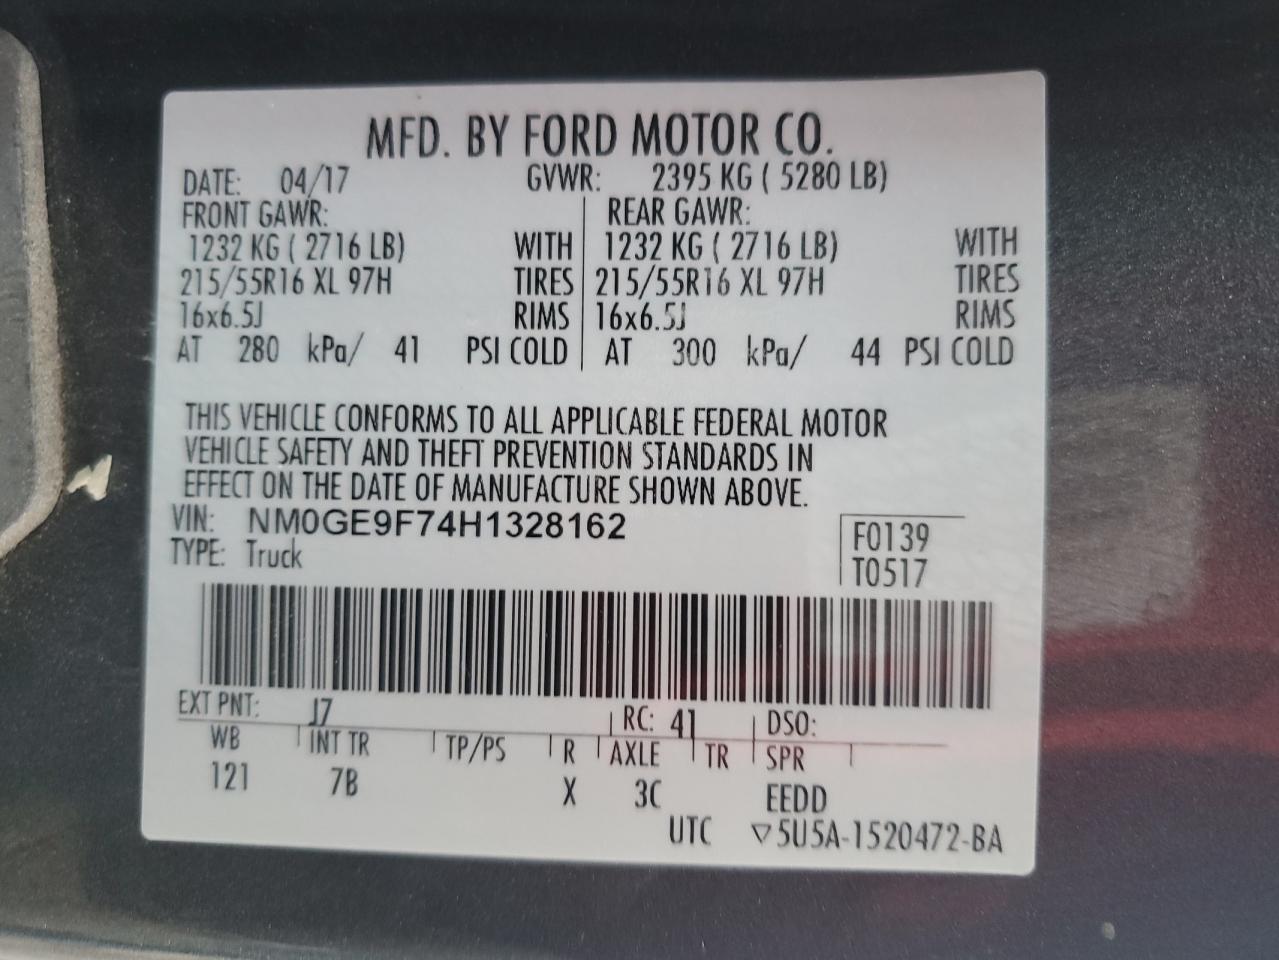 MFD. BY FORD MOTOR CO.
DATE: 04/17 GVWR: 2395 KG ( 5280 LB)
FRONT GAWR: REAR GAWR:
1232 KG ( 2716 LB) WITH 1232 KG ( 2716 LB) WITH
215/55R16 XL 97H TIRES 215/55R16 XL 97H TIRES
16x6.5J RIMS 16x6.5J RIMS
AT 280 kPa/ 41 PSI COLD AT 300 kPa/ 44 PSI COLD
THIS VEHICLE CONFORMS TO ALL APPLICABLE FEDERAL MOTOR
VEHICLE SAFETY AND THEFT PREVENTION STANDARDS IN
EFFECT ON THE DATE OF MANUFACTURE SHOWN ABOVE.
VIN: NM0GE9F74H1328162 F0139
TYPE: Truck T0517
EXT PNT: J7 RC: 41 DSO:
WB INT TR TP/PS R AXLE TR SPR
121 7B X 3C EEDD
UTC ▽5U5A-1520472-BA